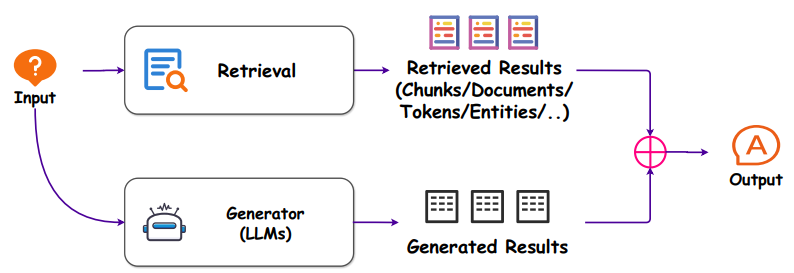 Input
Retrieval
Retrieved Results
(Chunks/Documents/
Tokens/Entities/..)
Generator
(LLMs)
Generated Results
A
Output
?